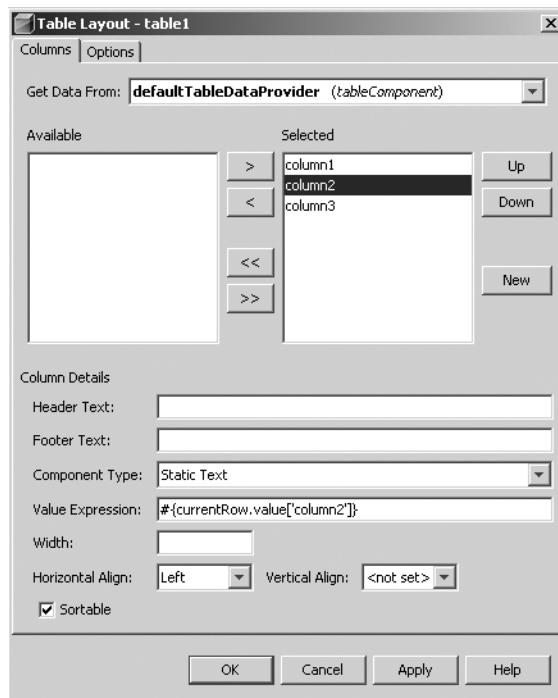 Table Layout - table1
Columns
Options
Get Data From: defaultTableDataProvider (tableComponent)
Available
Selected
>
<
<<
>>
column1
column2
column3
Up
Down
New
Column Details
Header Text:
Footer Text:
Component Type: Static Text
Value Expression: #{currentRow.value['column2']}
Width:
Horizontal Align: Left Vertical Align: <not set>
Sortable
OK Cancel Apply Help